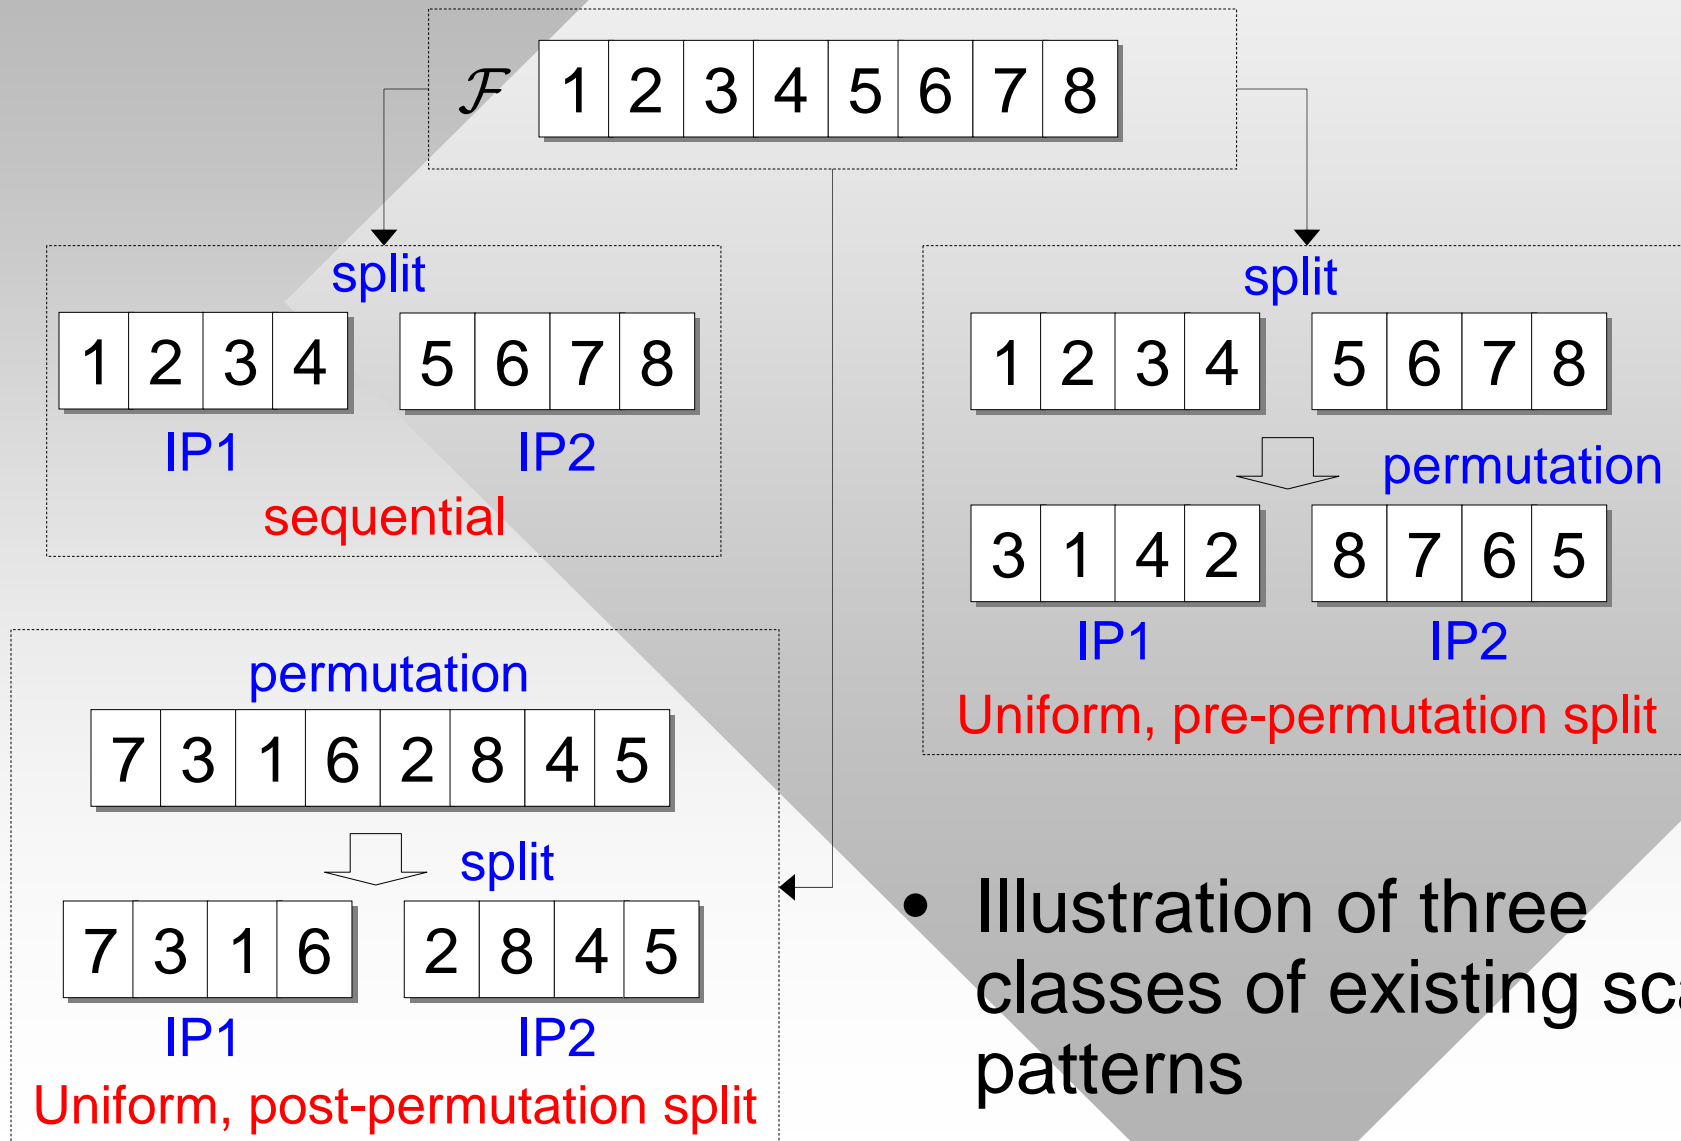 ℱ 1 2 3 4 5 6 7 8
split
1 2 3 4 5 6 7 8
IP1 IP2
sequential
split
1 2 3 4 5 6 7 8
permutation
3 1 4 2 8 7 6 5
IP1 IP2
Uniform, pre-permutation split
permutation
7 3 1 6 2 8 4 5
split
7 3 1 6 2 8 4 5
IP1 IP2
Uniform, post-permutation split
• Illustration of three
classes of existing
patterns